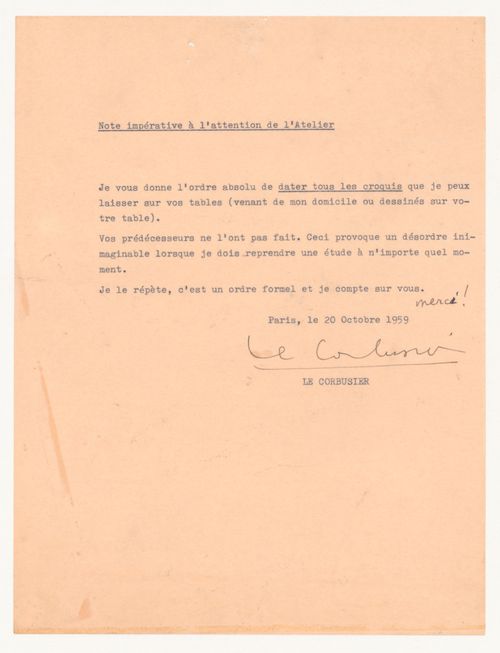 Note impérative à l'attention de l'Atelier
Je vous donne l'ordre absolu de dater tous les croquis que je peux
laisser sur vos tables (venant de mon domicile ou dessinés sur vo-
tre table).
Vos prédécesseurs ne l'ont pas fait. Ceci provoque un désordre ini-
maginable lorsque je dois reprendre une étude à n'importe quel mo-
ment.
Je le répète, c'est un ordre formel et je compte sur vous.
merci!
Paris, le 20 Octobre 1959
Le Corbusier
LE CORBUSIER